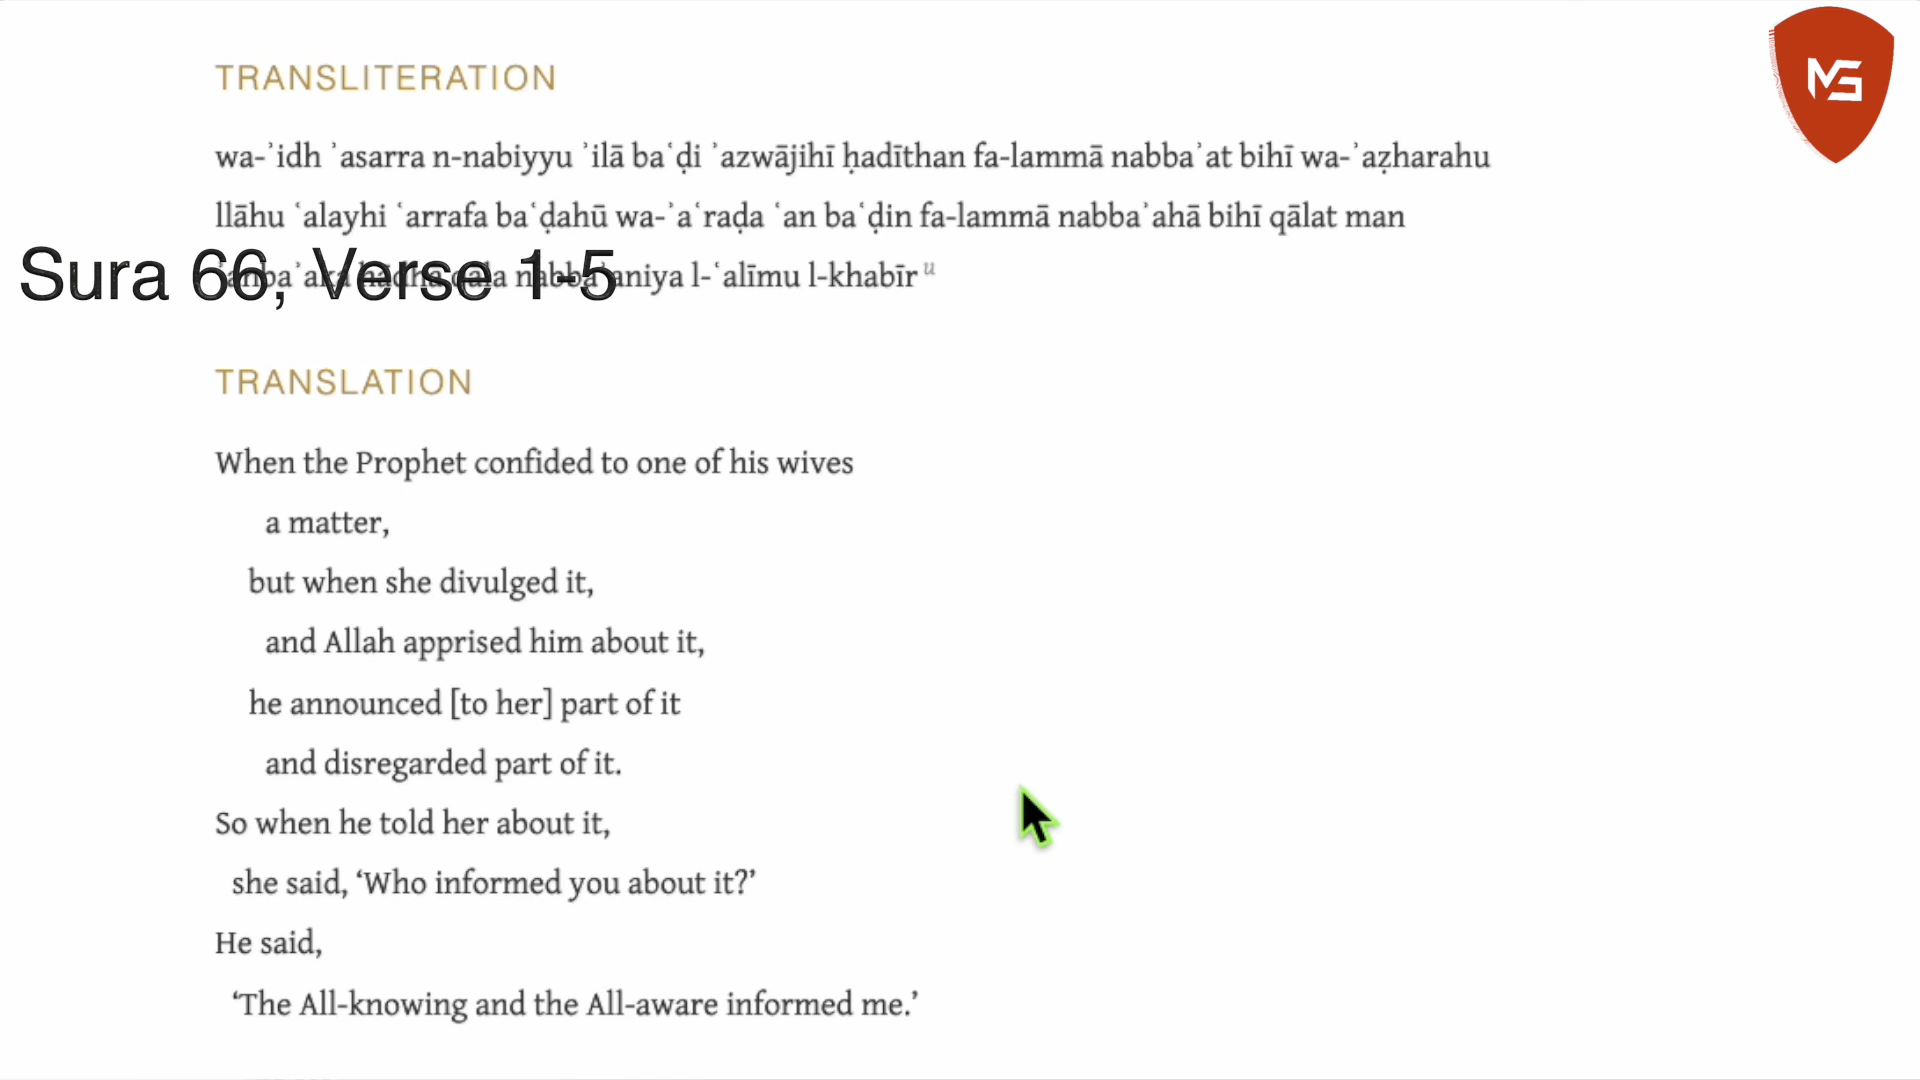 TRANSLITERATION
wa-ʾidh ʾasarra n-nabiyyu ʾilā baʿḍi ʾazwājihī ḥadīthan fa-lammā nabbaʾat bihī wa-ʾaẓharahu
llāhu ʿalayhi ʿarrafa baʿḍahū wa-ʾaʿraḍa ʿan baʿḍin fa-lammā nabbaʾahā bihī qālat man
Sura 66, Verse 1-5
l-ʿalīmu l-khabīr u
TRANSLATION
When the Prophet confided to one of his wives
a matter,
but when she divulged it,
and Allah apprised him about it,
he announced [to her] part of it
and disregarded part of it.
So when he told her about it,
she said, ‘Who informed you about it?’
He said,
‘The All-knowing and the All-aware informed me.’
MS